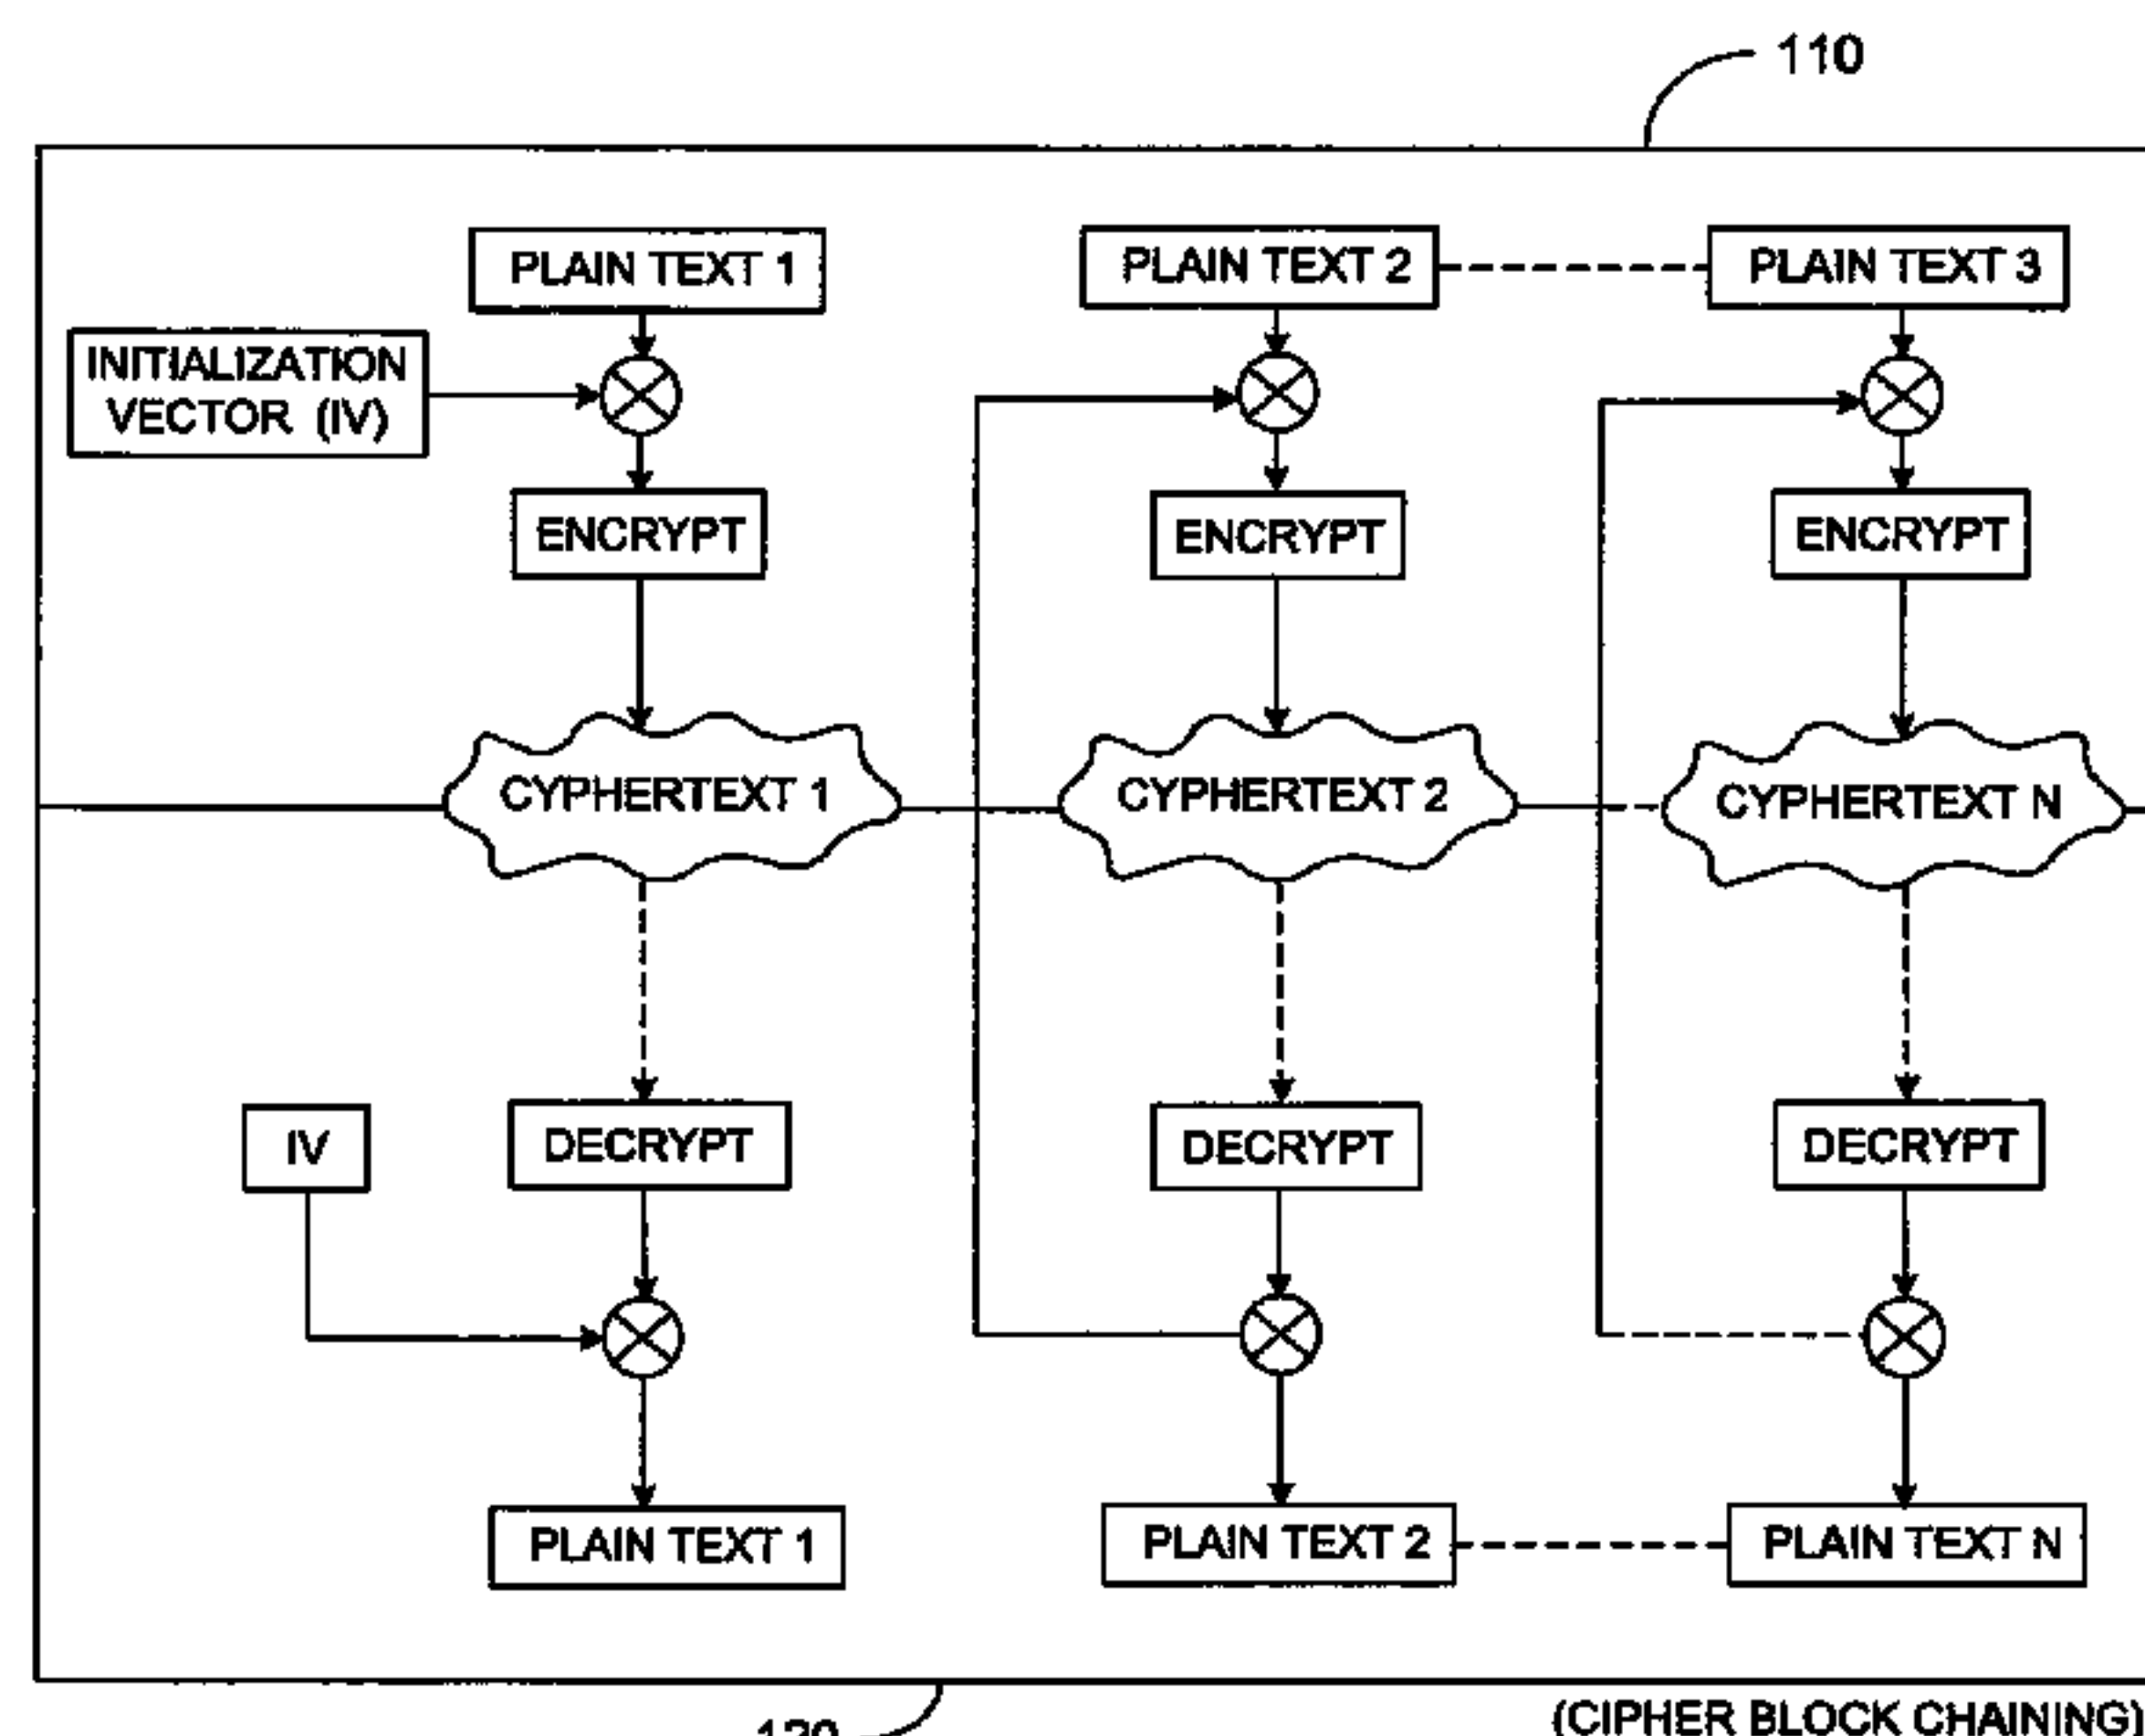 110
PLAIN TEXT 1
PLAIN TEXT 2
PLAIN TEXT 3
INITIALIZATION
VECTOR (IV)
ENCRYPT
ENCRYPT
ENCRYPT
CYPHERTEXT 1
CYPHERTEXT 2
CYPHERTEXT N
IV
DECRYPT
DECRYPT
DECRYPT
PLAIN TEXT 1
PLAIN TEXT 2
PLAIN TEXT N
(CIPHER BLOCK CHAINING)